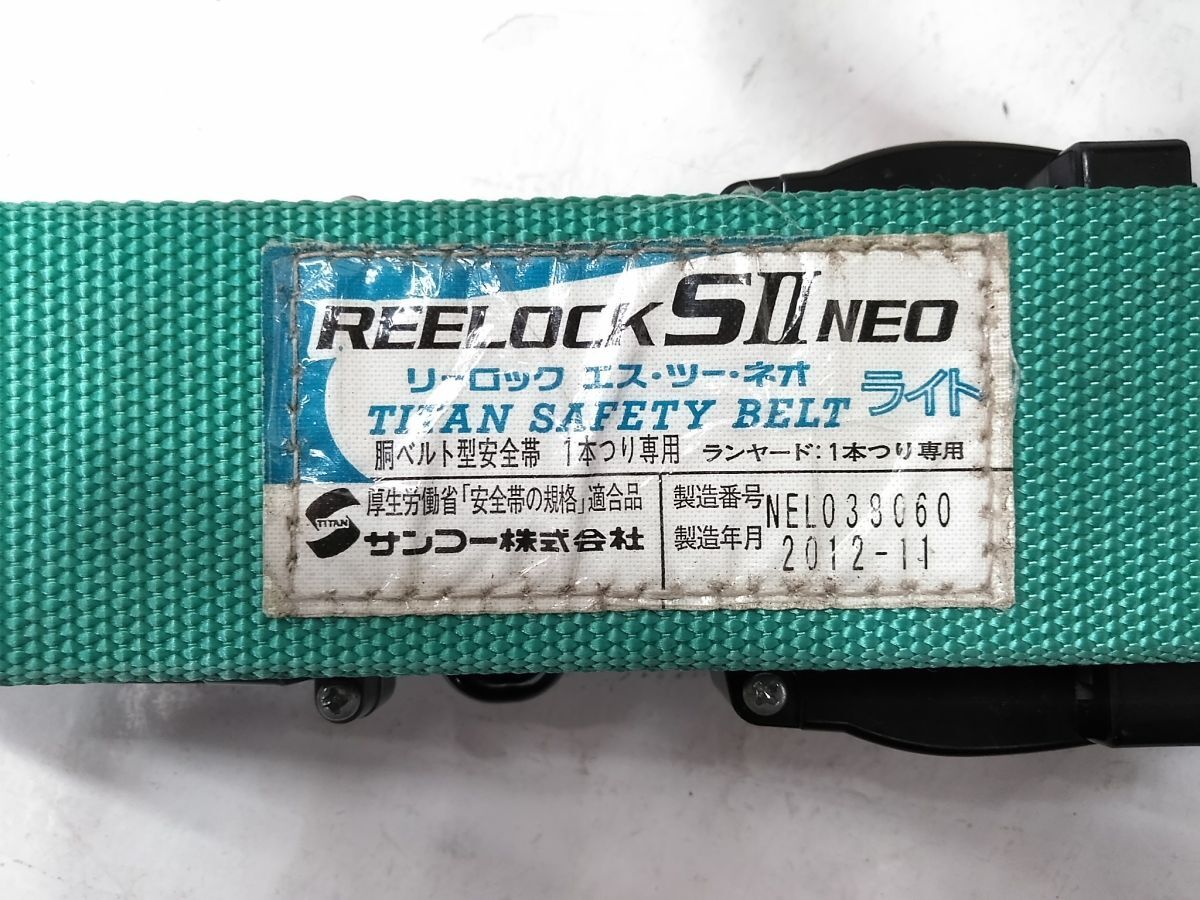 REELOCK SⅡ NEO
リーロック エス・ツー・ネオ
TITAN SAFETY BELT ライト
胴ベルト型安全帯 1本つり専用 ランヤード:1本つり専用
TITAN
厚生労働省「安全帯の規格」適合品
サンコー株式会社
製造番号 NEL038060
製造年月 2012-11